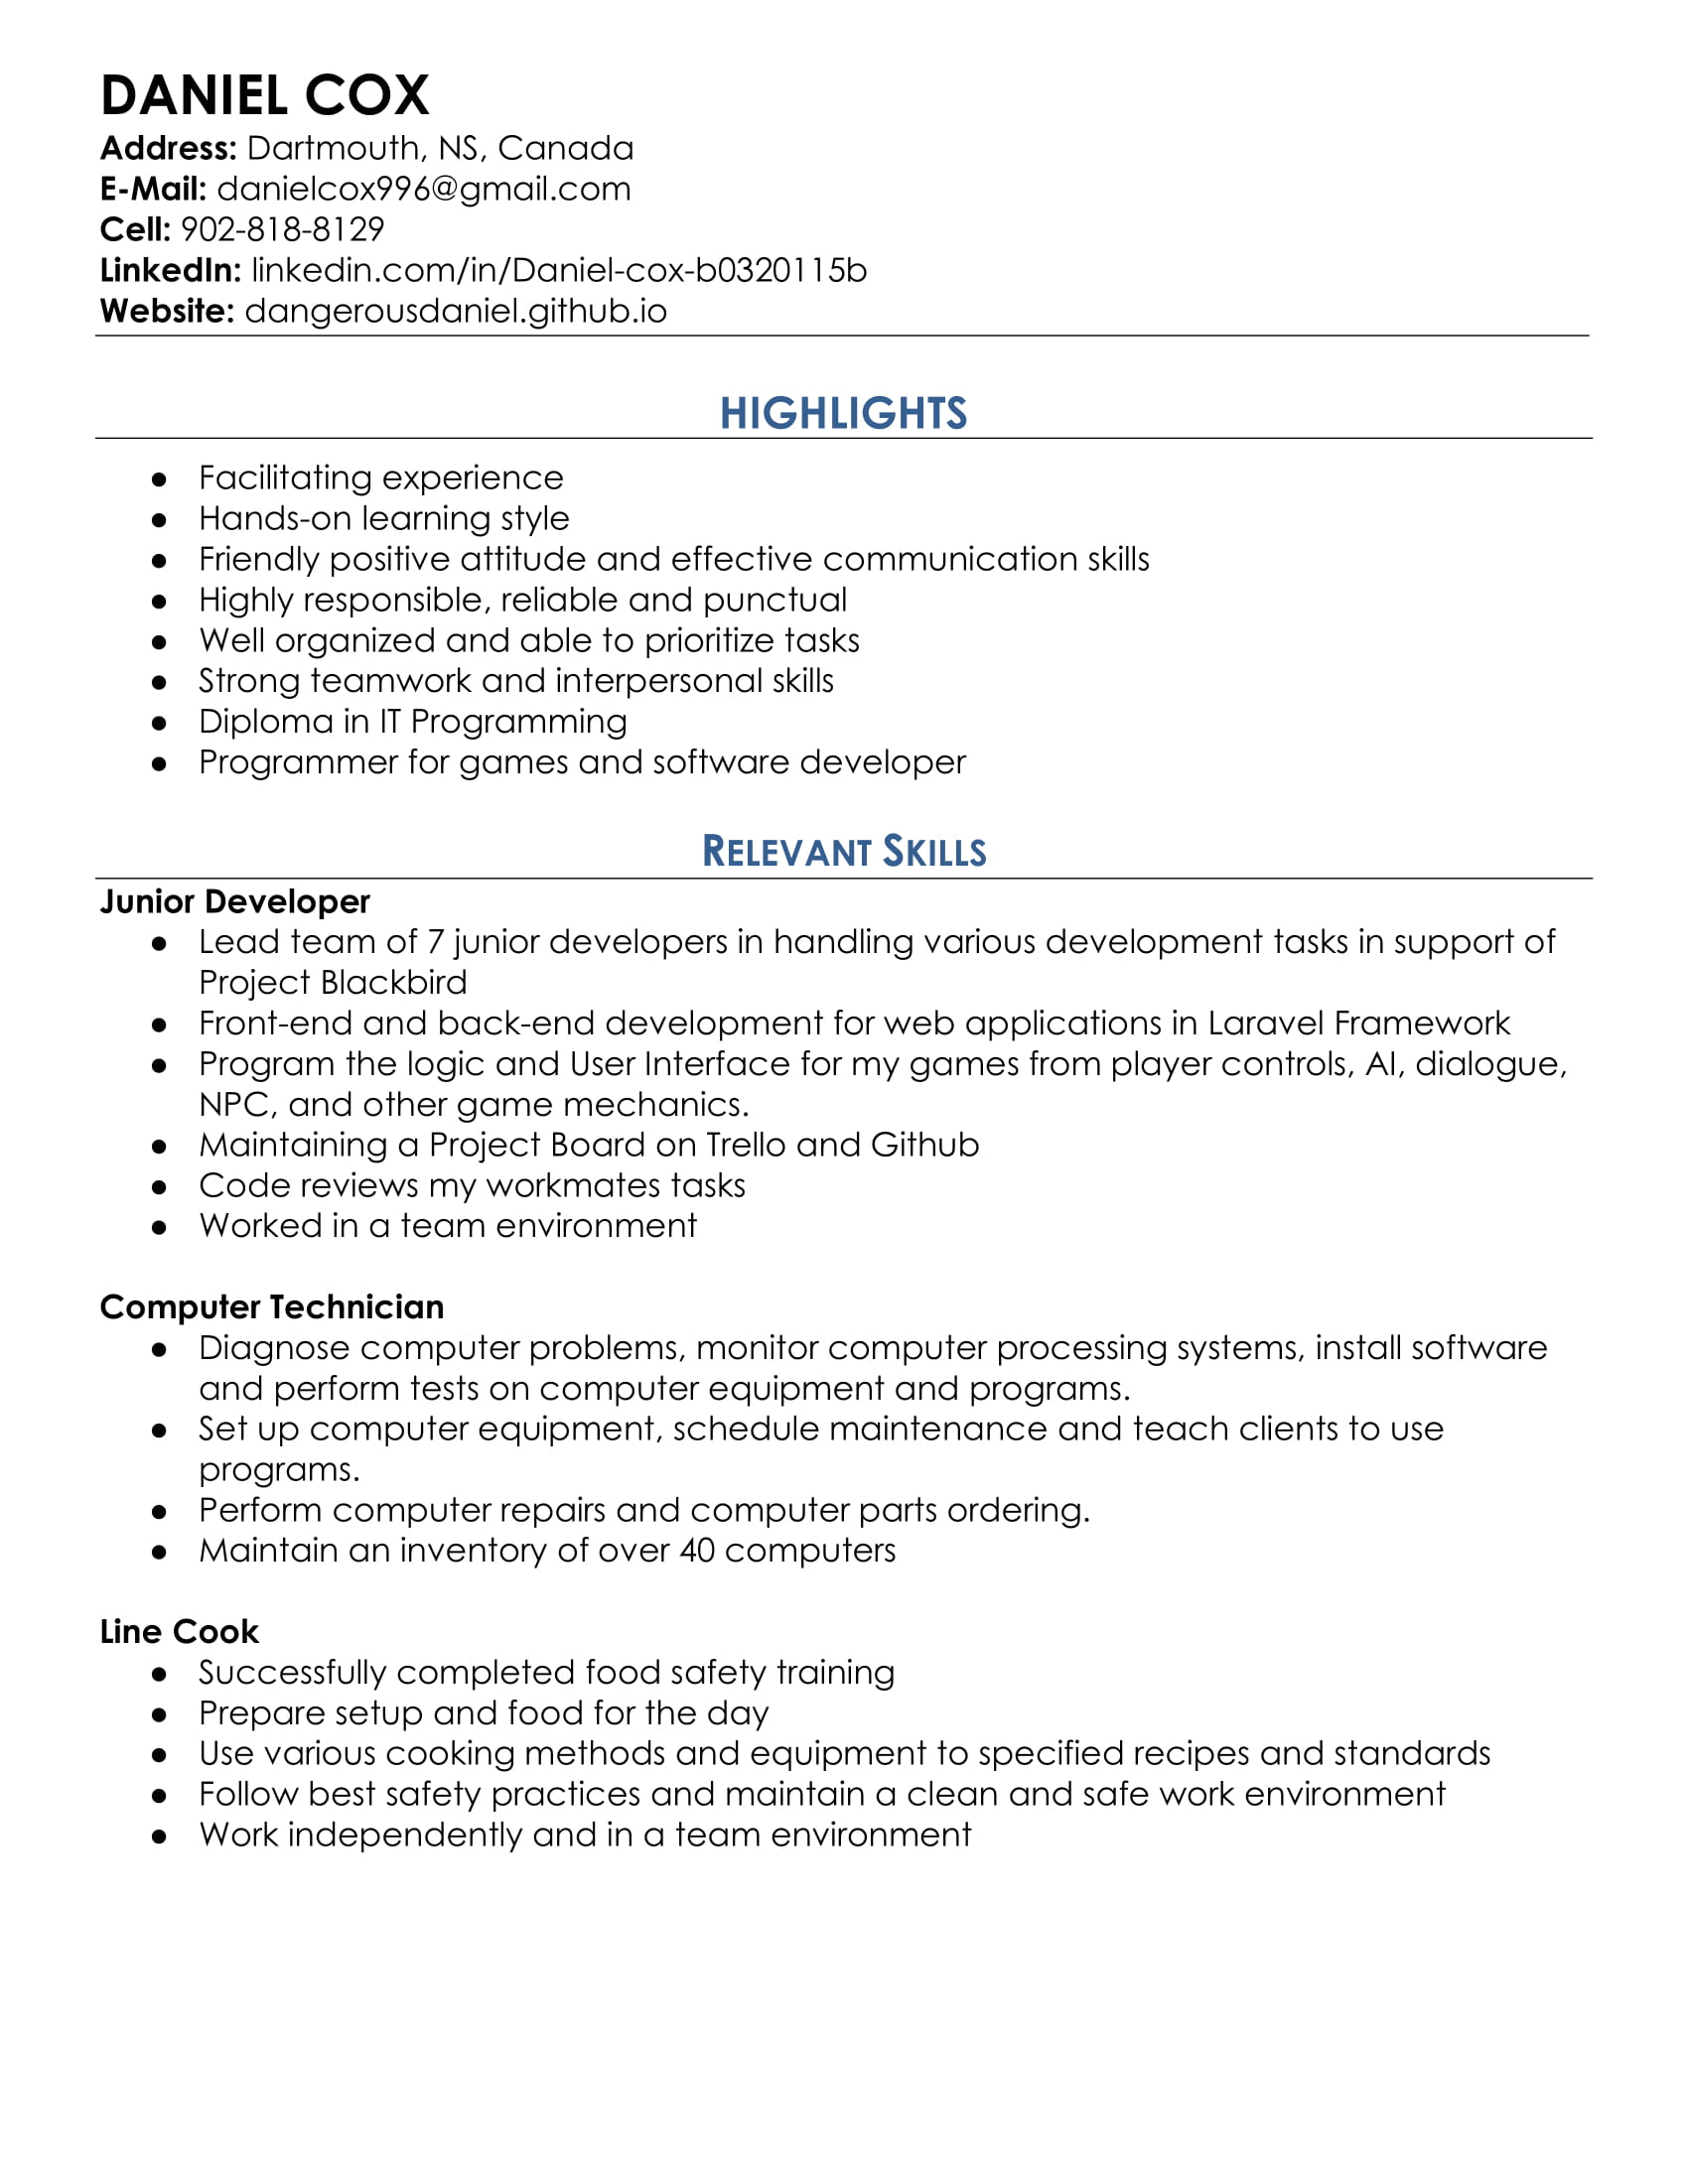 DANIEL COX
Address: Dartmouth, NS, Canada
E-Mail: danielcox996@gmail.com
Cell: 902-818-8129
LinkedIn: linkedin.com/in/Daniel-cox-b0320115b
Website: dangerousdaniel.github.io
HIGHLIGHTS
● Facilitating experience
● Hands-on learning style
● Friendly positive attitude and effective communication skills
● Highly responsible, reliable and punctual
● Well organized and able to prioritize tasks
● Strong teamwork and interpersonal skills
● Diploma in IT Programming
● Programmer for games and software developer
RELEVANT SKILLS
Junior Developer
● Lead team of 7 junior developers in handling various development tasks in support of
Project Blackbird
● Front-end and back-end development for web applications in Laravel Framework
● Program the logic and User Interface for my games from player controls, AI, dialogue,
NPC, and other game mechanics.
● Maintaining a Project Board on Trello and Github
● Code reviews my workmates tasks
● Worked in a team environment
Computer Technician
● Diagnose computer problems, monitor computer processing systems, install software
and perform tests on computer equipment and programs.
● Set up computer equipment, schedule maintenance and teach clients to use
programs.
● Perform computer repairs and computer parts ordering.
● Maintain an inventory of over 40 computers
Line Cook
● Successfully completed food safety training
● Prepare setup and food for the day
● Use various cooking methods and equipment to specified recipes and standards
● Follow best safety practices and maintain a clean and safe work environment
● Work independently and in a team environment